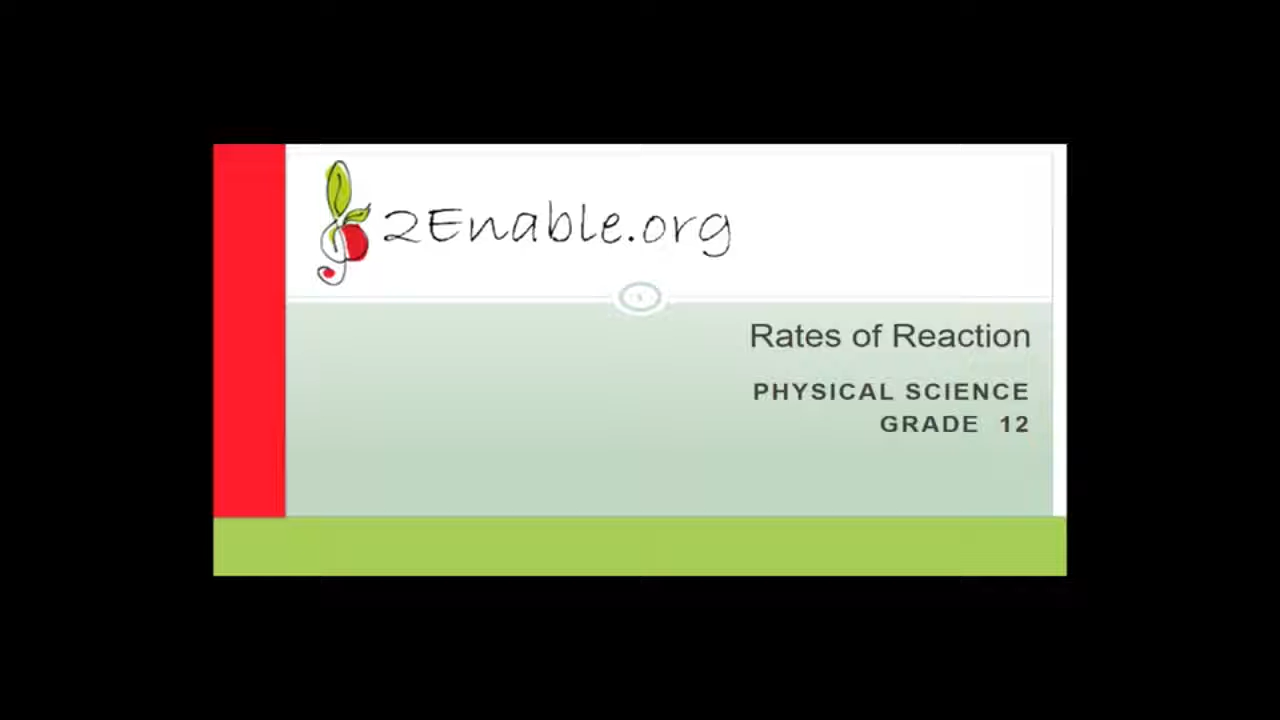 2Enable.org
Rates of Reaction
PHYSICAL SCIENCE
GRADE 12